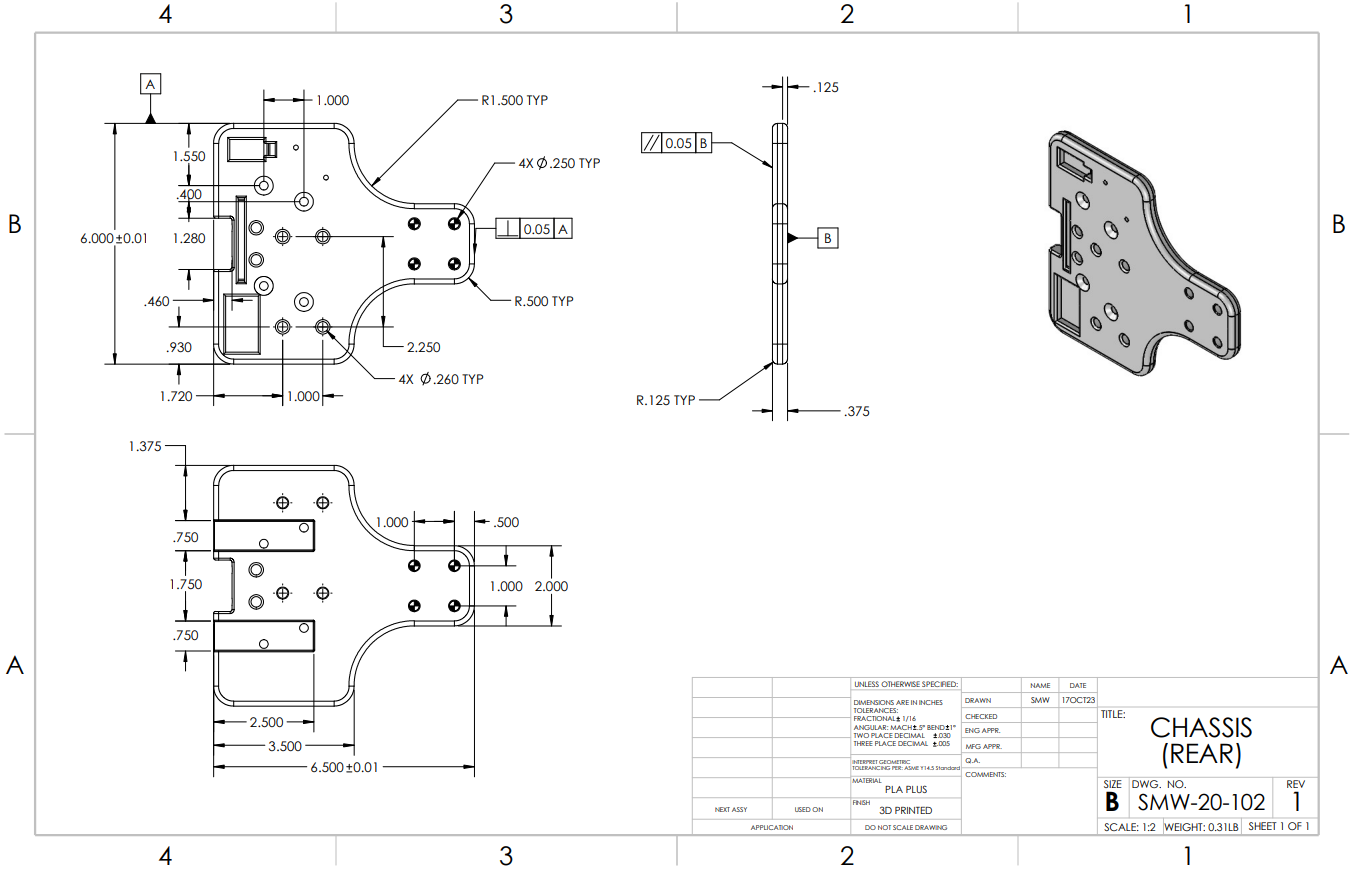 4 3 2 1
B B
A A
A
1.000
R1.500 TYP
1.550
4X Ø.250 TYP
.400
6.000±0.01
1.280
⊥ 0.05 A
.460
R.500 TYP
.930
2.250
4X Ø.260 TYP
1.720
1.000
.125
// 0.05 B
B
R.125 TYP
.375
1.375
1.000
.500
.750
1.750
1.000
2.000
.750
2.500
3.500
6.500±0.01
UNLESS OTHERWISE SPECIFIED:
DIMENSIONS ARE IN INCHES
TOLERANCES:
FRACTIONAL± 1/16
ANGULAR: MACH±.5° BEND±1°
TWO PLACE DECIMAL ±.030
THREE PLACE DECIMAL ±.005
INTERPRET GEOMETRIC
TOLERANCING PER: ASME Y14.5 Standard
MATERIAL
PLA PLUS
FINISH
3D PRINTED
DO NOT SCALE DRAWING
NEXT ASSY
USED ON
APPLICATION
NAME DATE
DRAWN SMW 17OCT23
CHECKED
ENG APPR.
MFG APPR.
Q.A.
COMMENTS:
TITLE:
CHASSIS
(REAR)
SIZE DWG. NO. REV
B SMW-20-102 1
SCALE: 1:2 WEIGHT: 0.31LB SHEET 1 OF 1
4 3 2 1